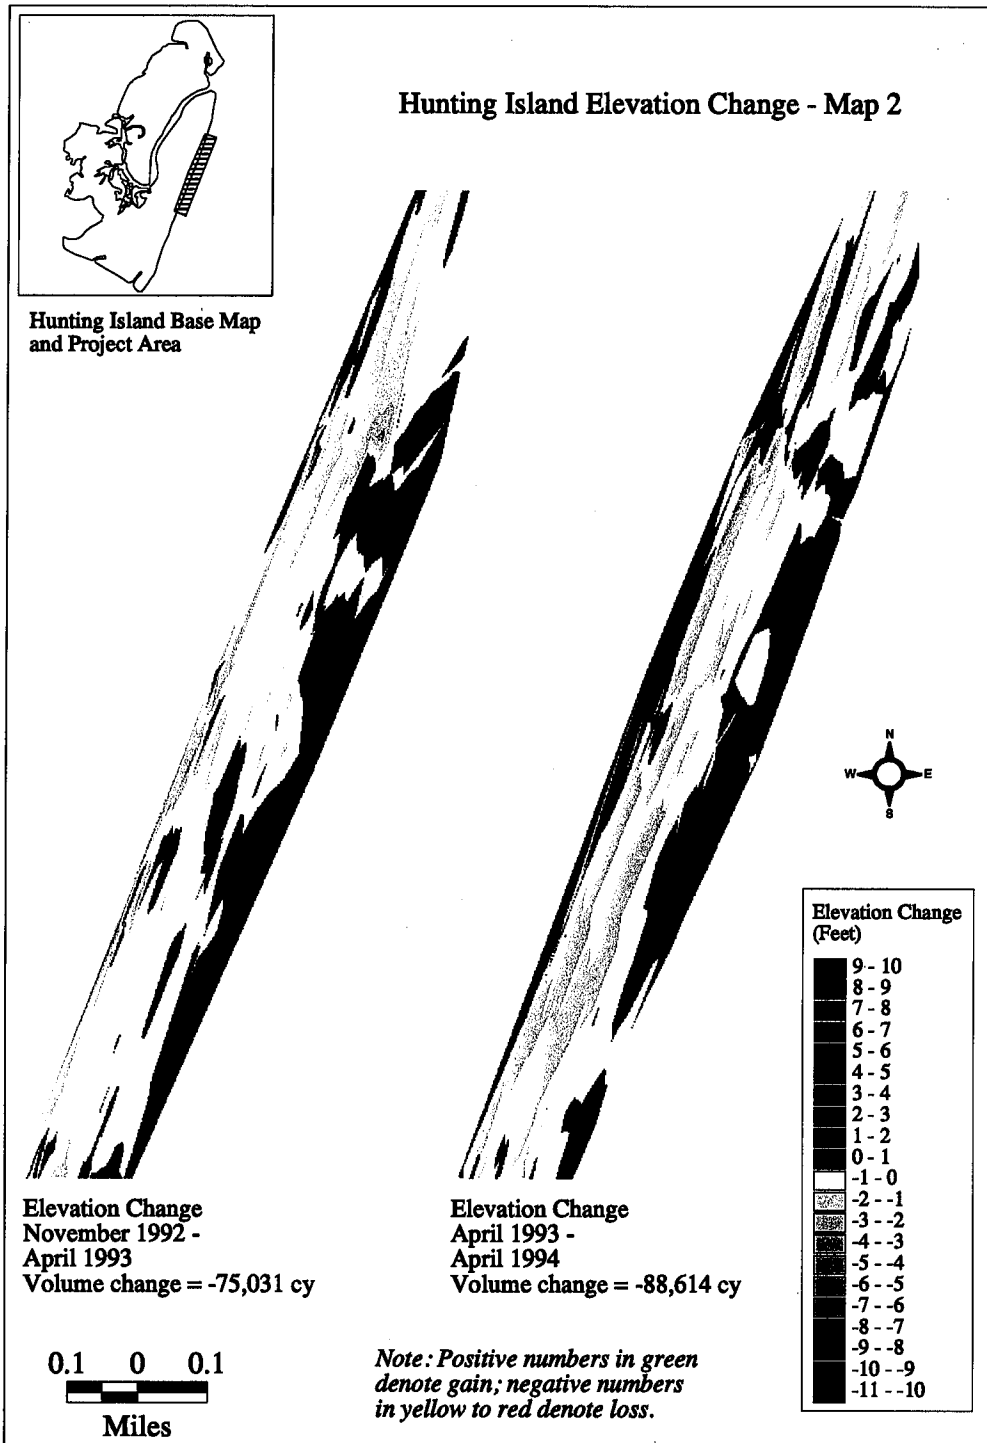 Hunting Island Elevation Change - Map 2
Hunting Island Base Map
and Project Area
N
W E
S
Elevation Change
(Feet)
9 - 10
8 - 9
7 - 8
6 - 7
5 - 6
4 - 5
3 - 4
2 - 3
1 - 2
0 - 1
-1 - 0
-2 - -1
-3 - -2
-4 - -3
-5 - -4
-6 - -5
-7 - -6
-8 - -7
-9 - -8
-10 - -9
-11 - -10
Elevation Change
November 1992 -
April 1993
Volume change = -75,031 cy
Elevation Change
April 1993 -
April 1994
Volume change = -88,614 cy
0.1 0 0.1
Miles
Note: Positive numbers in green
denote gain; negative numbers
in yellow to red denote loss.